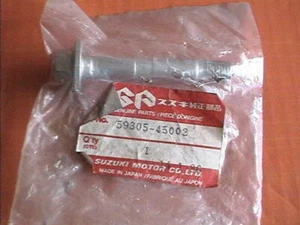 スズキ純正部品
GENUINE PARTS / PIECE D'ORIGINE
NO. 59305-45002
Q'TY 1
SUZUKI MOTOR CO., LTD.
MADE IN JAPAN / FABRIQUÉ AU JAPON